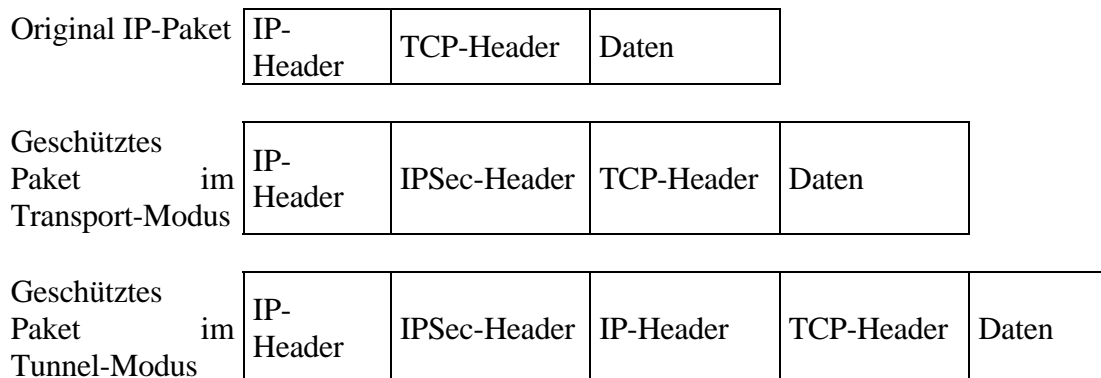 Original IP-Paket IP-Header TCP-Header Daten
Geschütztes Paket im Transport-Modus IP-Header IPSec-Header TCP-Header Daten
Geschütztes Paket im Tunnel-Modus IP-Header IPSec-Header IP-Header TCP-Header Daten